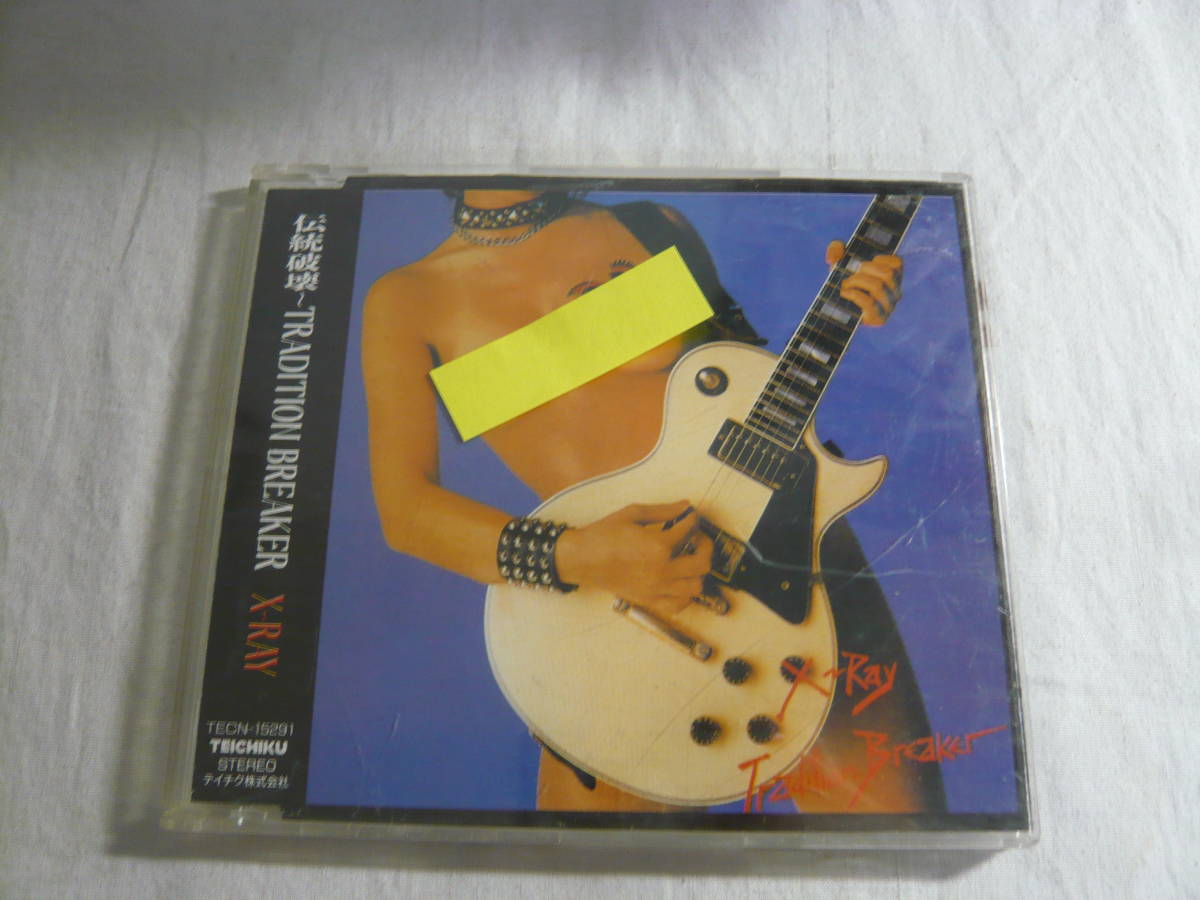 伝統破壊~TRADITION BREAKER X-RAY
TECN-15291
TEICHIKU
STEREO
テイチク株式会社
X-Ray
Tradition Breaker